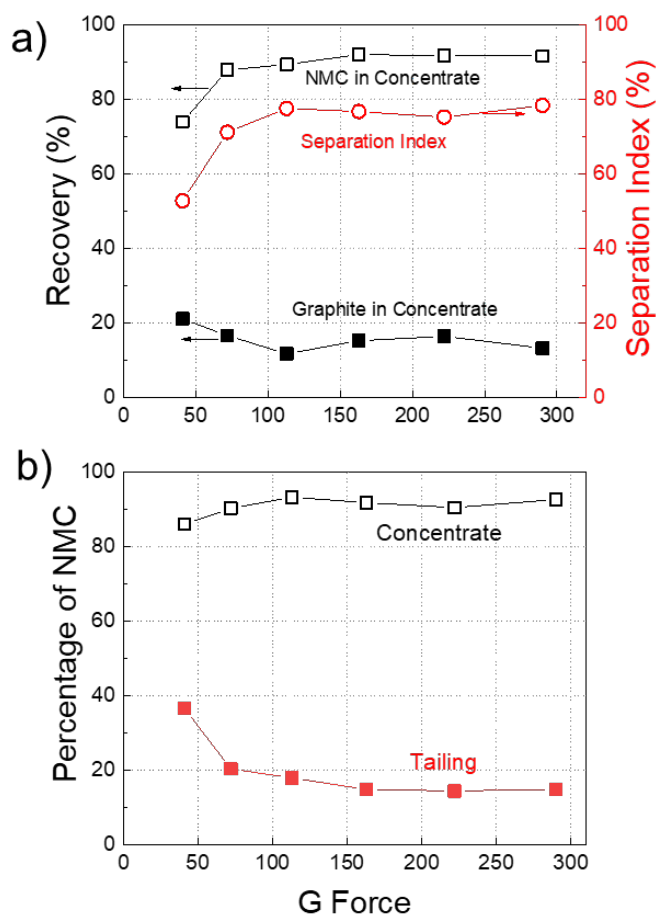 a)
100
80
60
40
20
0
Recovery (%)
NMC in Concentrate
Separation Index
Graphite in Concentrate
100
80
60
40
20
0
Separation Index (%)
0 50 100 150 200 250 300
b)
100
80
60
40
20
0
Percentage of NMC
Concentrate
Tailing
0 50 100 150 200 250 300
G Force